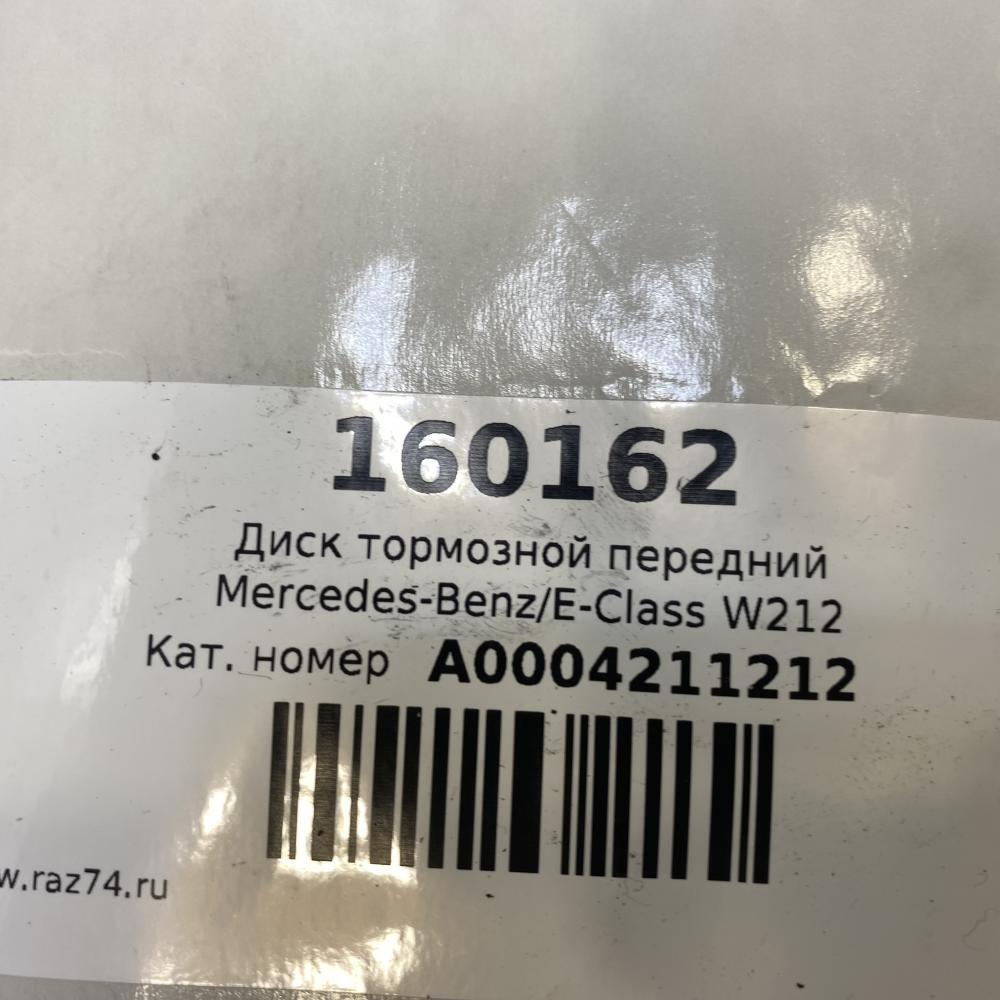 160162
Диск тормозной передний
Mercedes-Benz/E-Class W212
Кат. номер A0004211212
w.raz74.ru